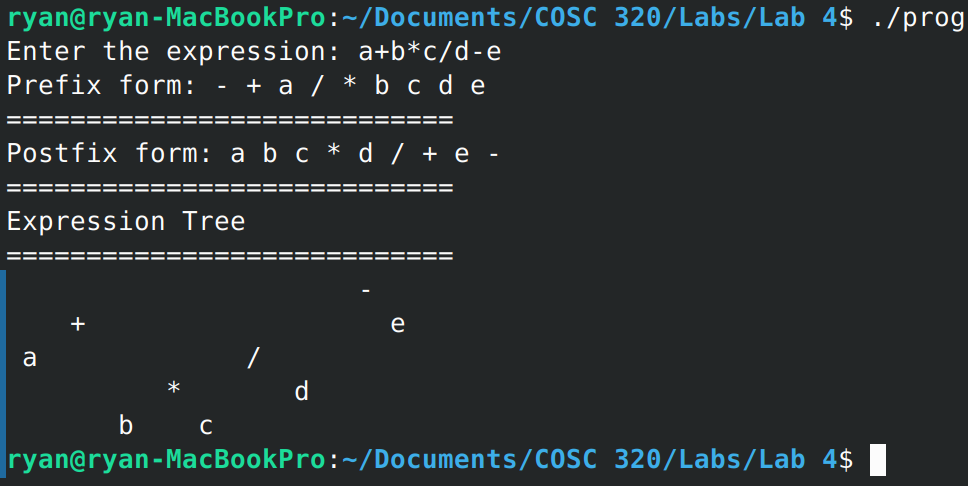 ryan@ryan-MacBookPro:~/Documents/COSC 320/Labs/Lab 4$ ./prog
Enter the expression: a+b*c/d-e
Prefix form: - + a / * b c d e
============================
Postfix form: a b c * d / + e -
============================
Expression Tree
============================
                      -
    +                   e
 a             /
          *       d
       b    c
ryan@ryan-MacBookPro:~/Documents/COSC 320/Labs/Lab 4$